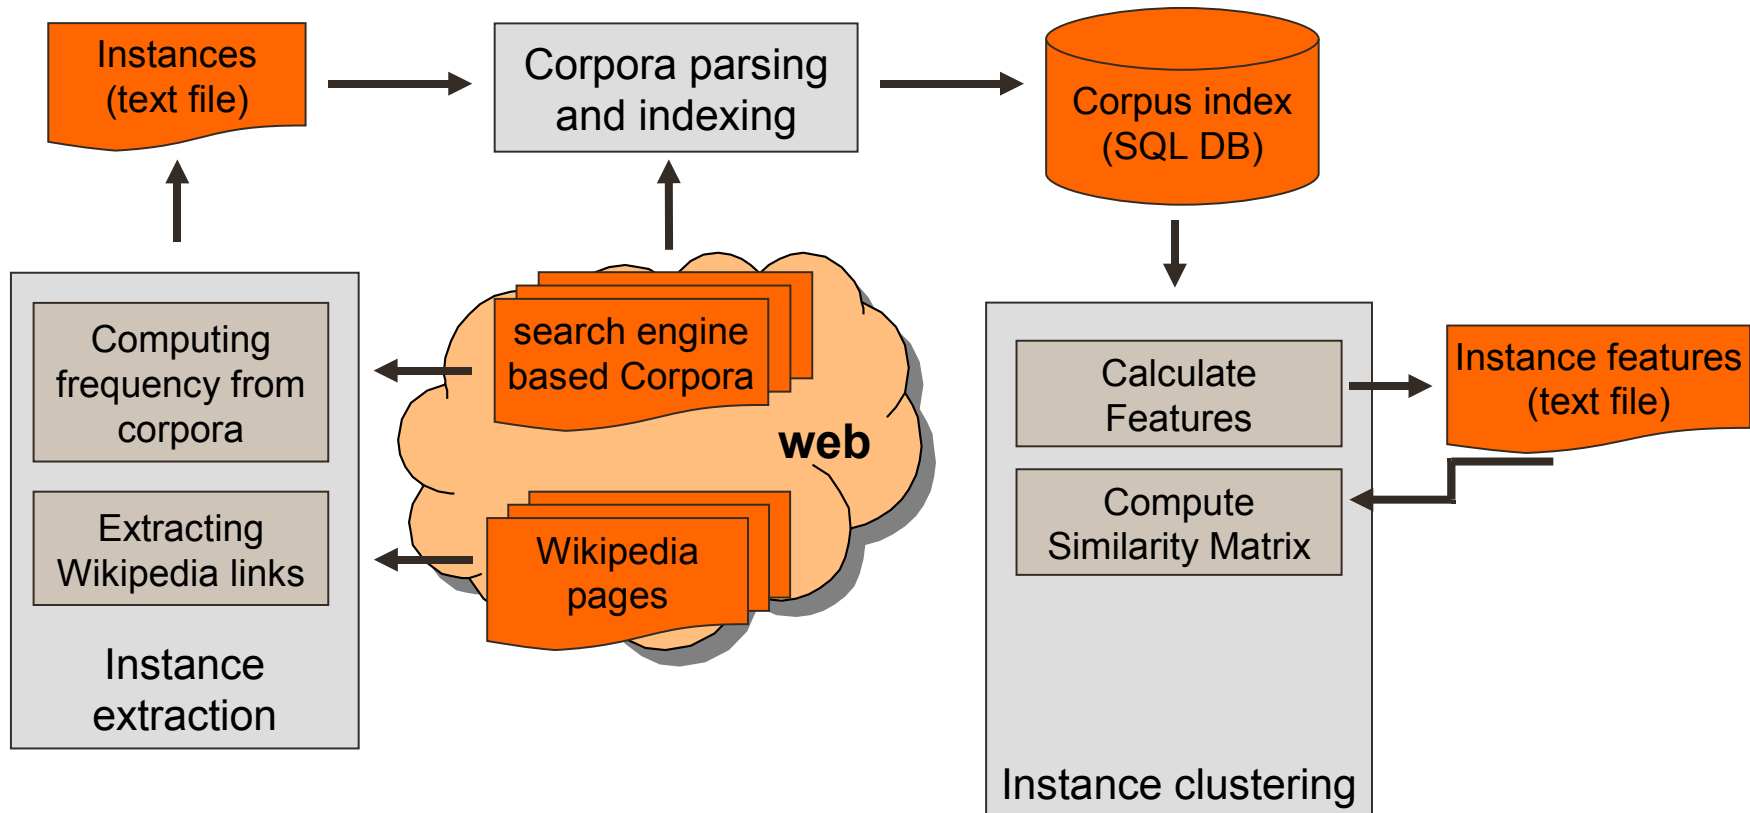 Instances
(text file)
Corpora parsing
and indexing
Corpus index
(SQL DB)
Computing
frequency from
corpora
Extracting
Wikipedia links
Instance
extraction
search engine
based Corpora
web
Wikipedia
pages
Calculate
Features
Compute
Similarity Matrix
Instance clustering
Instance features
(text file)